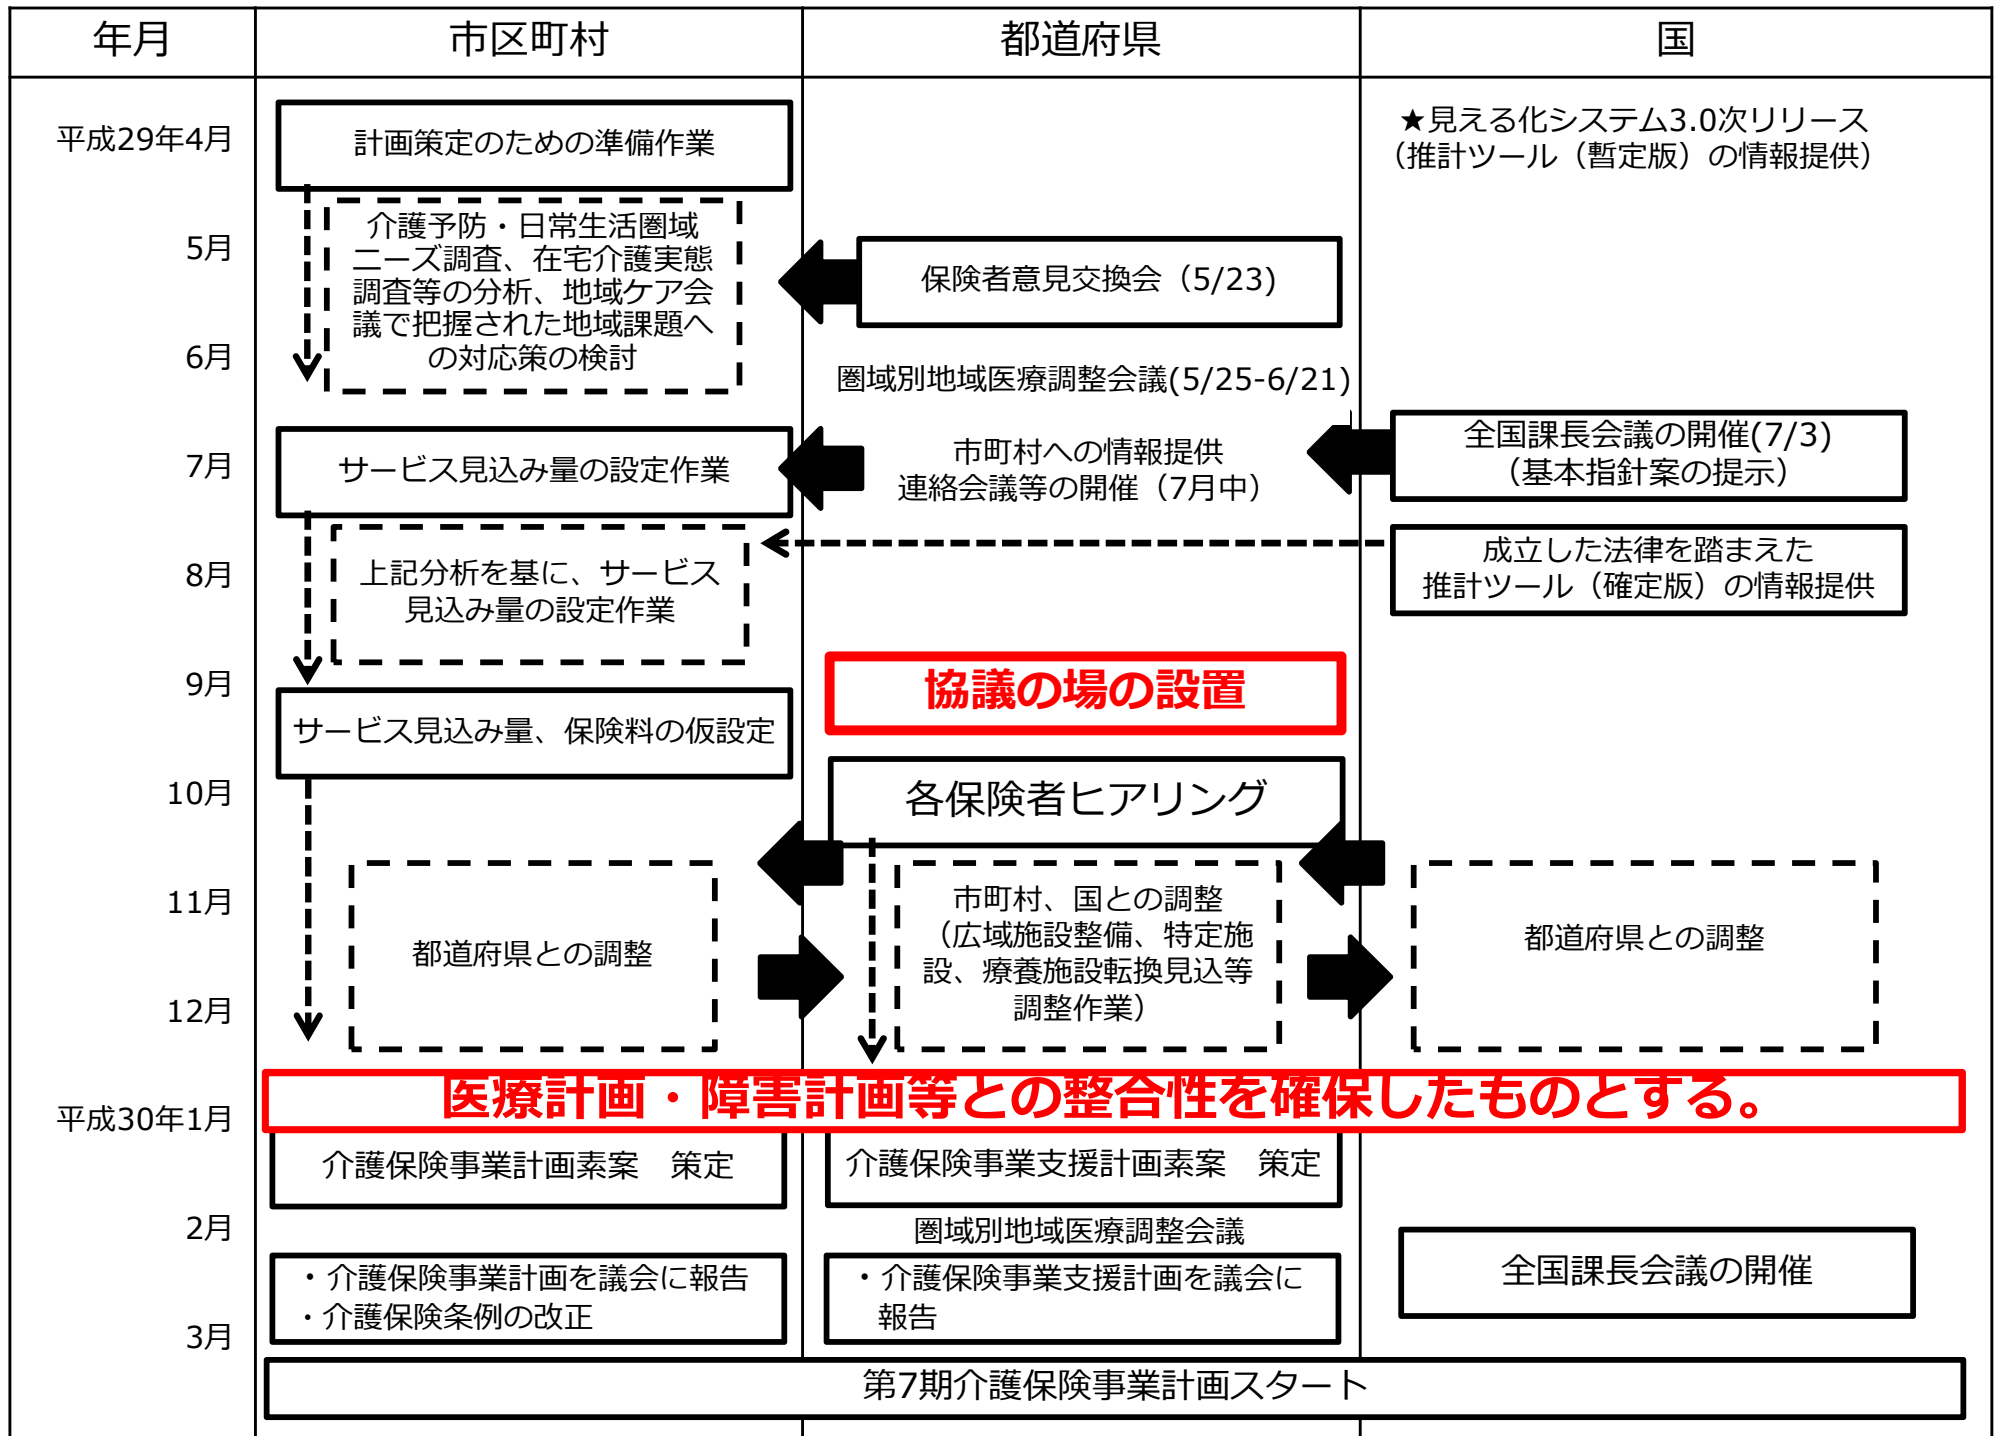 年月
市区町村
都道府県
国
平成29年4月
計画策定のための準備作業
★見える化システム3.0次リリース
（推計ツール（暫定版）の情報提供）
5月
介護予防・日常生活圏域
ニーズ調査、在宅介護実態
調査等の分析、地域ケア会
議で把握された地域課題へ
の対応策の検討
保険者意見交換会（5/23）
6月
圏域別地域医療調整会議(5/25-6/21)
7月
サービス見込み量の設定作業
市町村への情報提供
連絡会議等の開催（7月中）
全国課長会議の開催(7/3)
（基本指針案の提示）
8月
上記分析を基に、サービス
見込み量の設定作業
成立した法律を踏まえた
推計ツール（確定版）の情報提供
9月
協議の場の設置
サービス見込み量、保険料の仮設定
10月
各保険者ヒアリング
11月
都道府県との調整
市町村、国との調整
（広域施設整備、特定施
設、療養施設転換見込等
調整作業）
都道府県との調整
12月
医療計画・障害計画等との整合性を確保したものとする。
平成30年1月
介護保険事業計画素案　策定
介護保険事業支援計画素案　策定
2月
圏域別地域医療調整会議
・介護保険事業計画を議会に報告
・介護保険条例の改正
・介護保険事業支援計画を議会に
報告
全国課長会議の開催
3月
第7期介護保険事業計画スタート